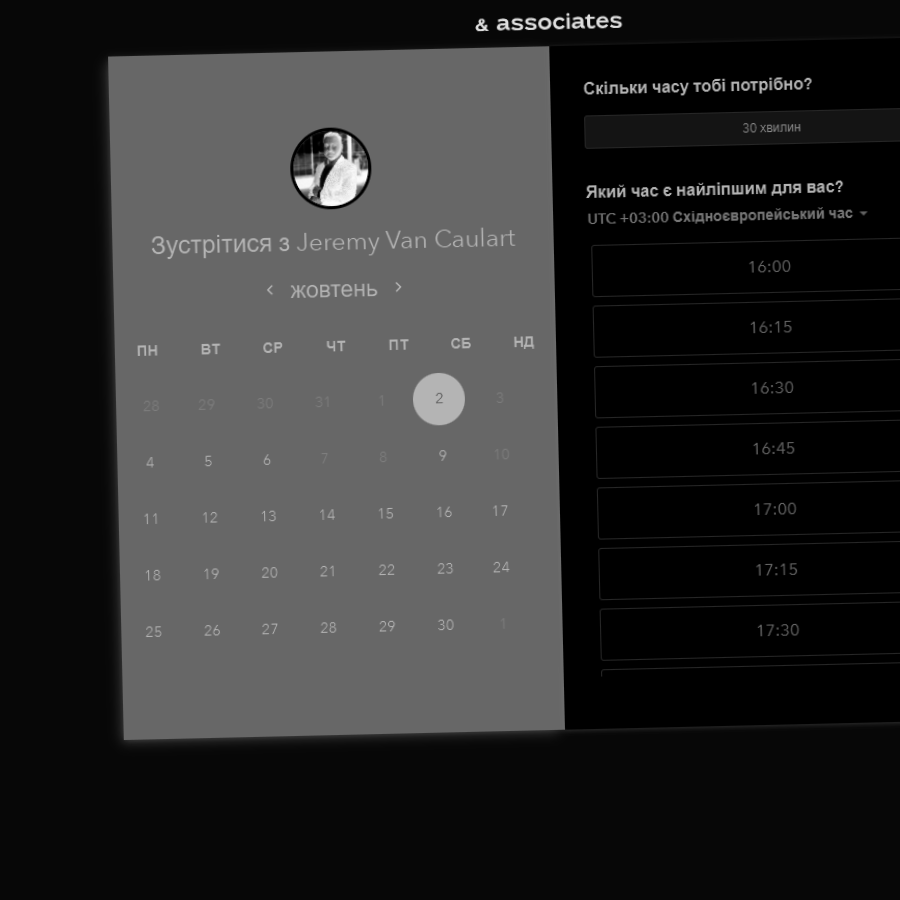 & associates
Зустрітися з Jeremy Van Caulart
жовтень
ПН ВТ СР ЧТ ПТ СБ НД
28 29 30 31 1 2 3
4 5 6 7 8 9 10
11 12 13 14 15 16 17
18 19 20 21 22 23 24
25 26 27 28 29 30 1
Скільки часу тобі потрібно?
30 хвилин
Який час є найліпшим для вас?
UTC +03:00 Східноєвропейський час
16:00
16:15
16:30
16:45
17:00
17:15
17:30